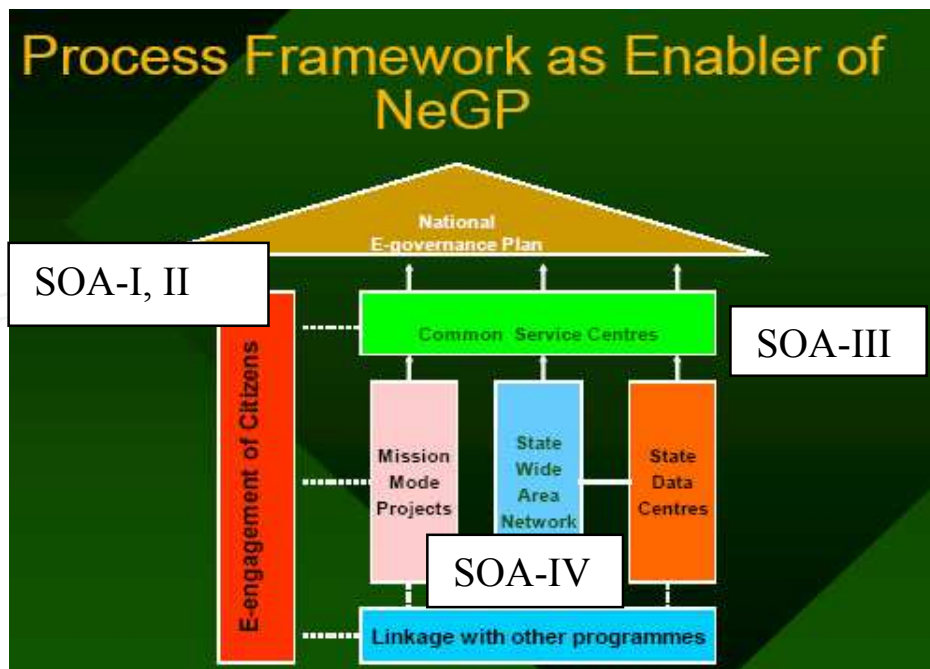 Process Framework as Enabler of
NeGP
National
E-governance Plan
SOA-I, II
Common Service Centres
SOA-III
E-engagement of Citizens
Mission
Mode
Projects
State
Wide
Area
Network
State
Data
Centres
SOA-IV
Linkage with other programmes